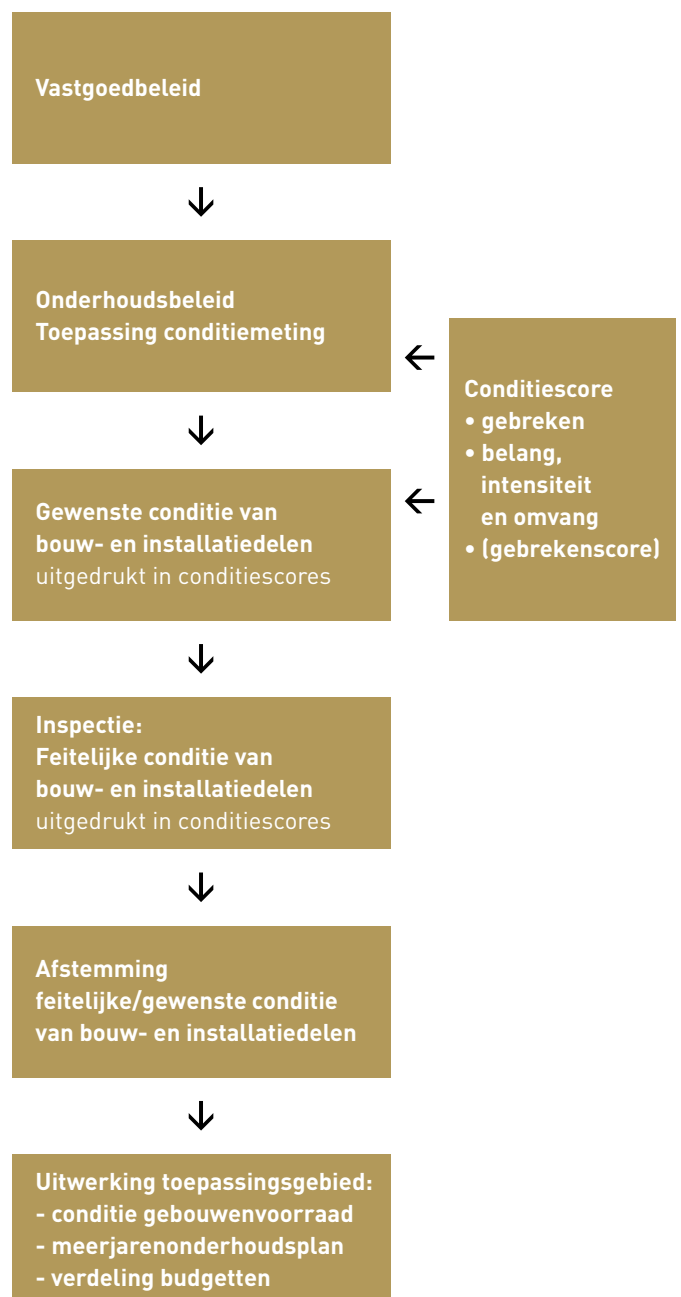 Vastgoedbeleid
Onderhoudsbeleid
Toepassing conditiemeting
Conditiescore
• gebreken
• belang,
intensiteit
en omvang
• (gebrekenscore)
Gewenste conditie van
bouw- en installatiedelen
uitgedrukt in conditiescores
Inspectie:
Feitelijke conditie van
bouw- en installatiedelen
uitgedrukt in conditiescores
Afstemming
feitelijke/gewenste conditie
van bouw- en installatiedelen
Uitwerking toepassingsgebied:
- conditie gebouwenvoorraad
- meerjarenonderhoudsplan
- verdeling budgetten